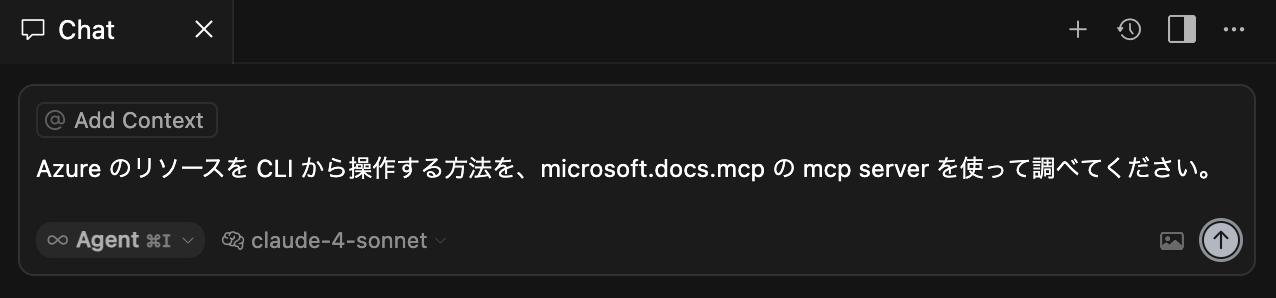 Chat
@ Add Context
Azure のリソースを CLI から操作する方法を、microsoft.docs.mcp の mcp server を使って調べてください。
Agent ⌘I
claude-4-sonnet